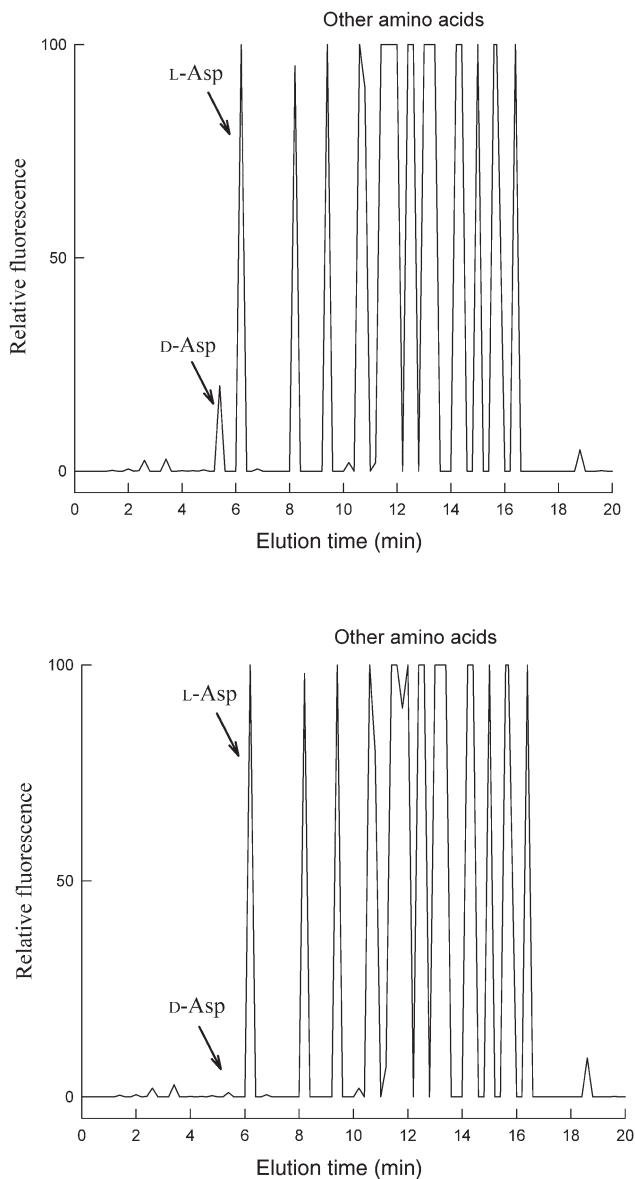 Other amino acids
100
L-Asp
50
Relative fluorescence
D-Asp
0
0 2 4 6 8 10 12 14 16 18 20
Elution time (min)
Other amino acids
100
L-Asp
50
Relative fluorescence
D-Asp
0
0 2 4 6 8 10 12 14 16 18 20
Elution time (min)